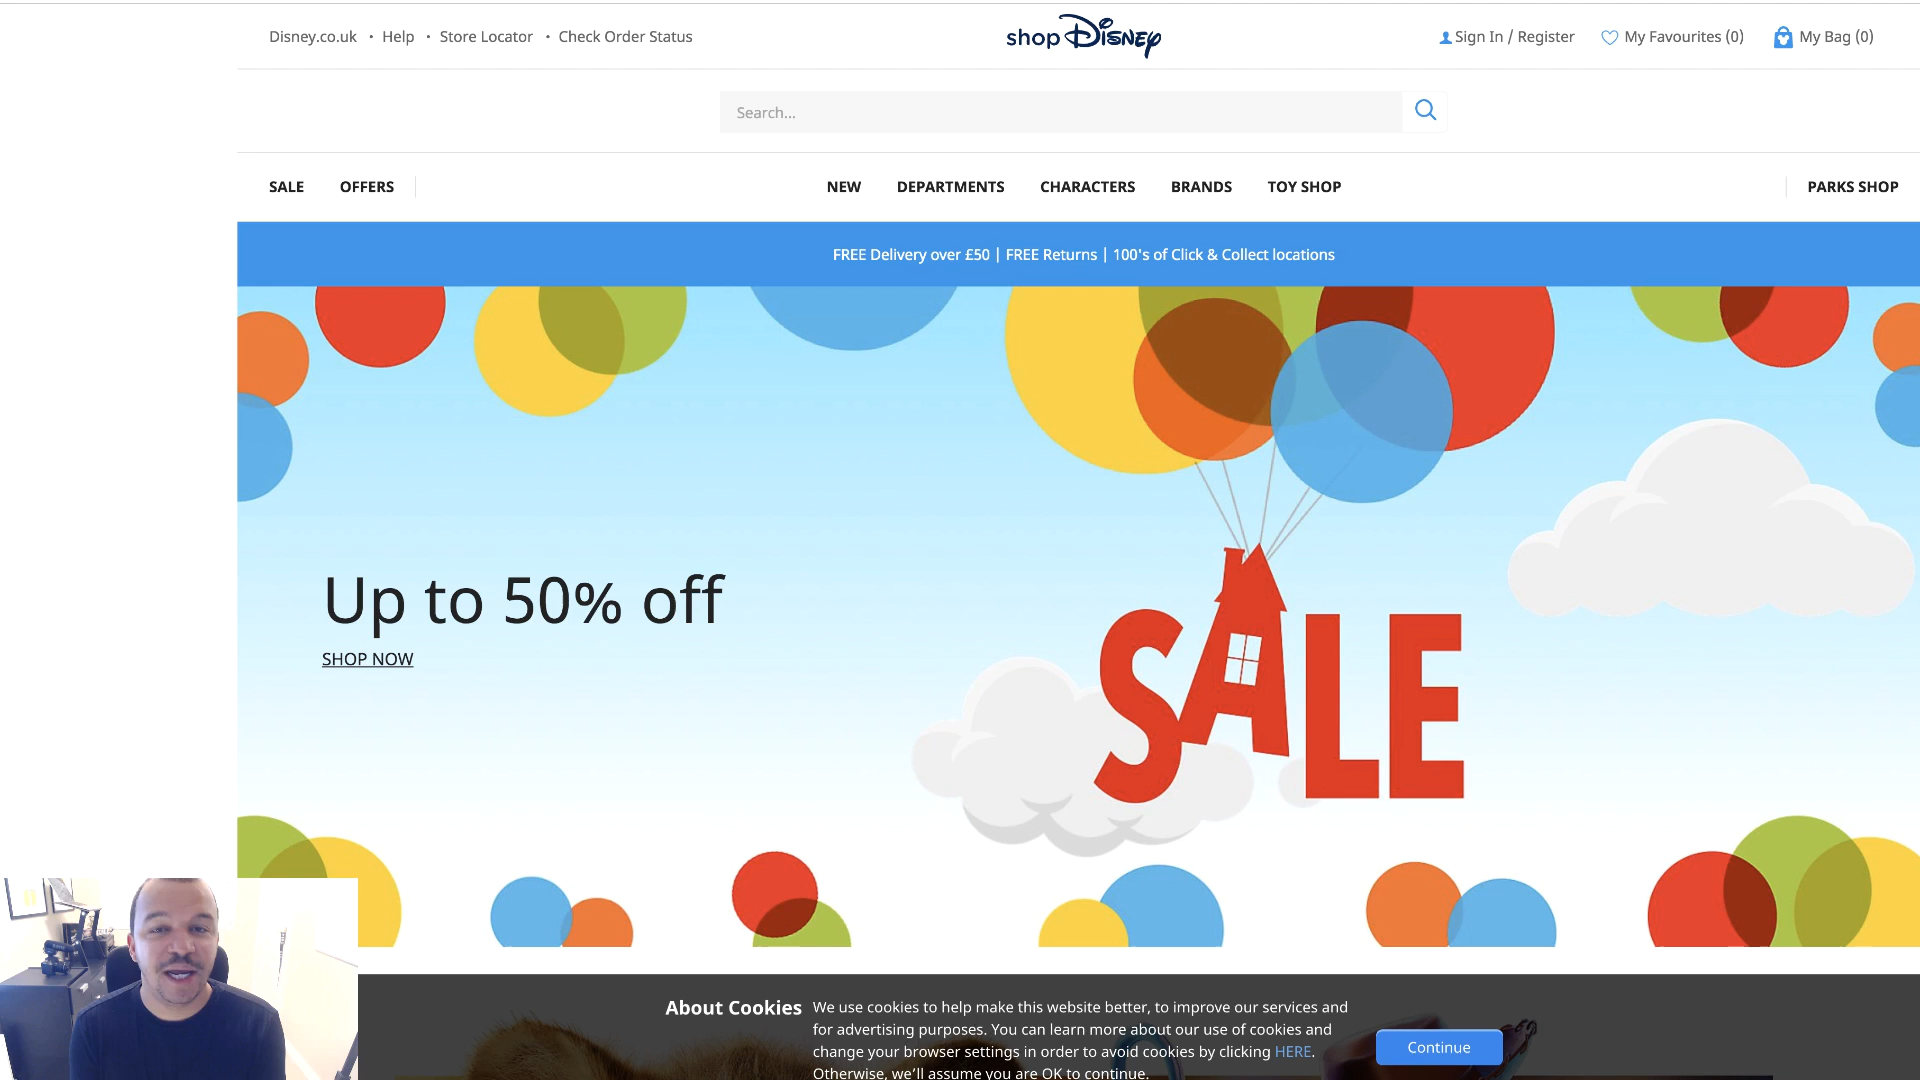 Disney.co.uk • Help • Store Locator • Check Order Status
shop Disney
Sign In / Register My Favourites (0) My Bag (0)
Search...
SALE OFFERS NEW DEPARTMENTS CHARACTERS BRANDS TOY SHOP PARKS SHOP
FREE Delivery over £50 | FREE Returns | 100's of Click & Collect locations
Up to 50% off
SHOP NOW
SALE
About Cookies
We use cookies to help make this website better, to improve our services and
for advertising purposes. You can learn more about our use of cookies and
change your browser settings in order to avoid cookies by clicking HERE.
Otherwise, we'll assume you are OK to continue.
Continue